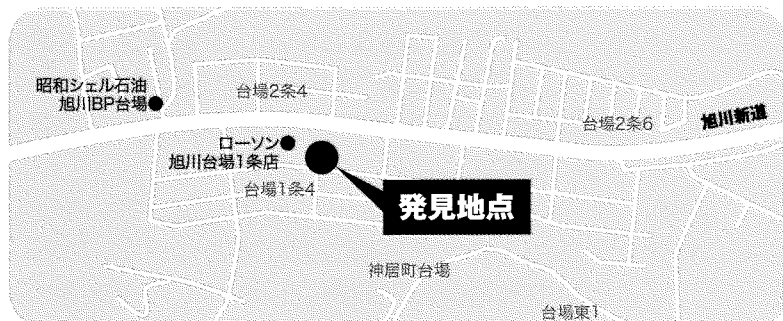 昭和シェル石油
旭川BP台場
台場2条4
台場2条6
旭川新道
ローソン
旭川台場1条店
台場1条4
発見地点
神居町台場
台場東1